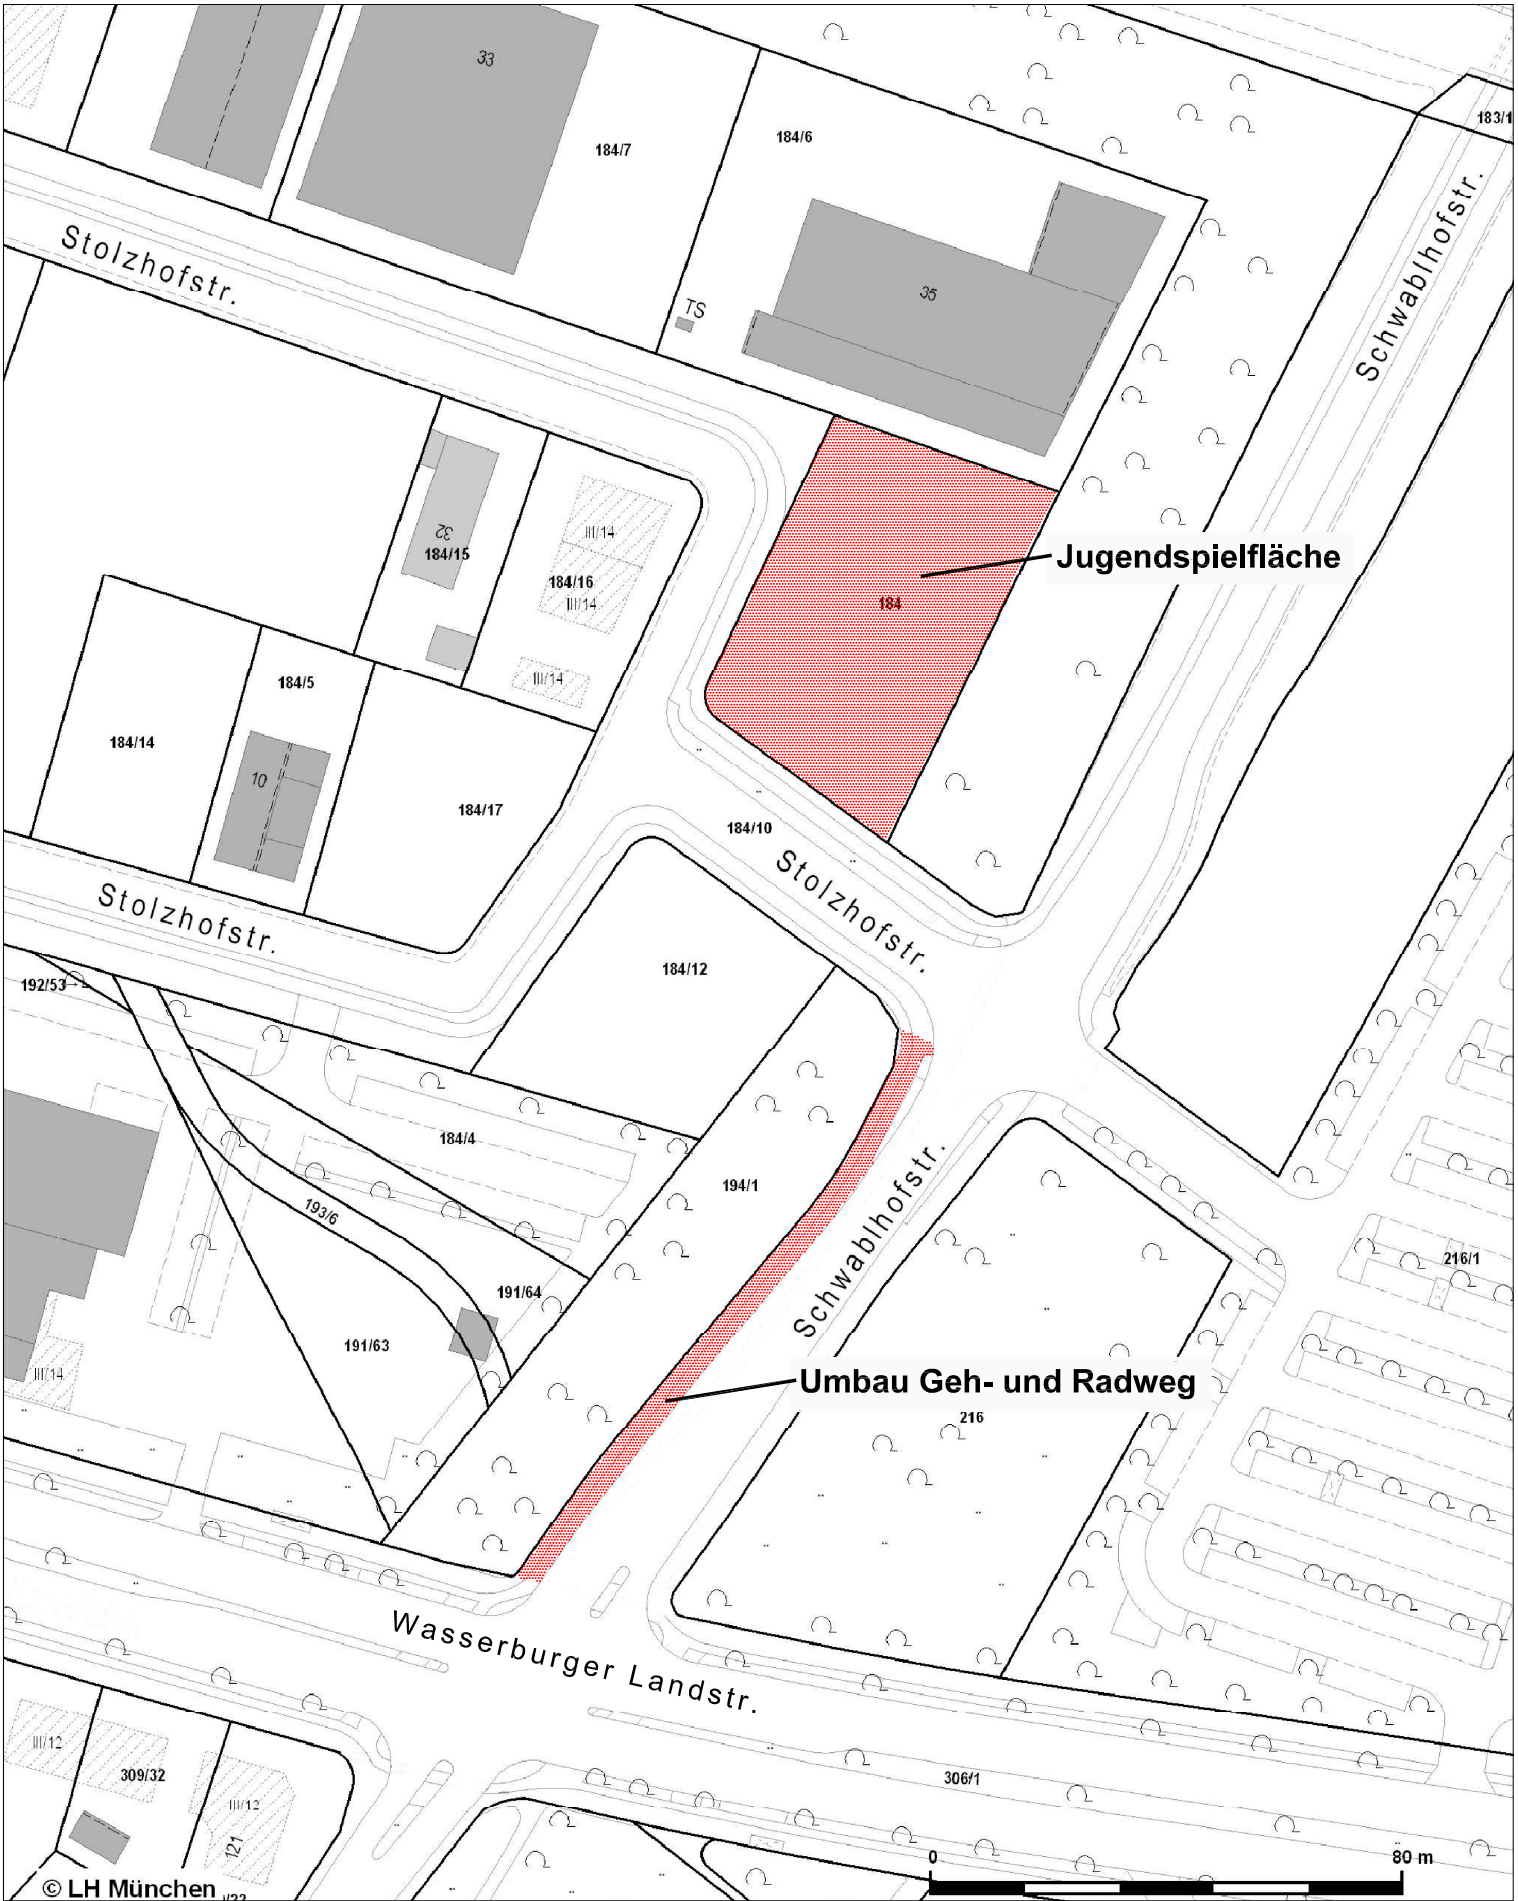 33
183/1
184/6
184/7
Schwablhofstr.
Stolzhofstr.
35
TS
32
184/15
III/14
184/16
III/14
Jugendspielfläche
184
III/14
184/5
184/14
10
184/17
184/10
Stolzhofstr.
Stolzhofstr.
184/12
192/53
184/4
194/1
193/6
Schwablhofstr.
216/1
191/64
191/63
III/14
Umbau Geh- und Radweg
216
Wasserburger Landstr.
III/12
309/32
III/12
306/1
121
0 80 m
© LH München